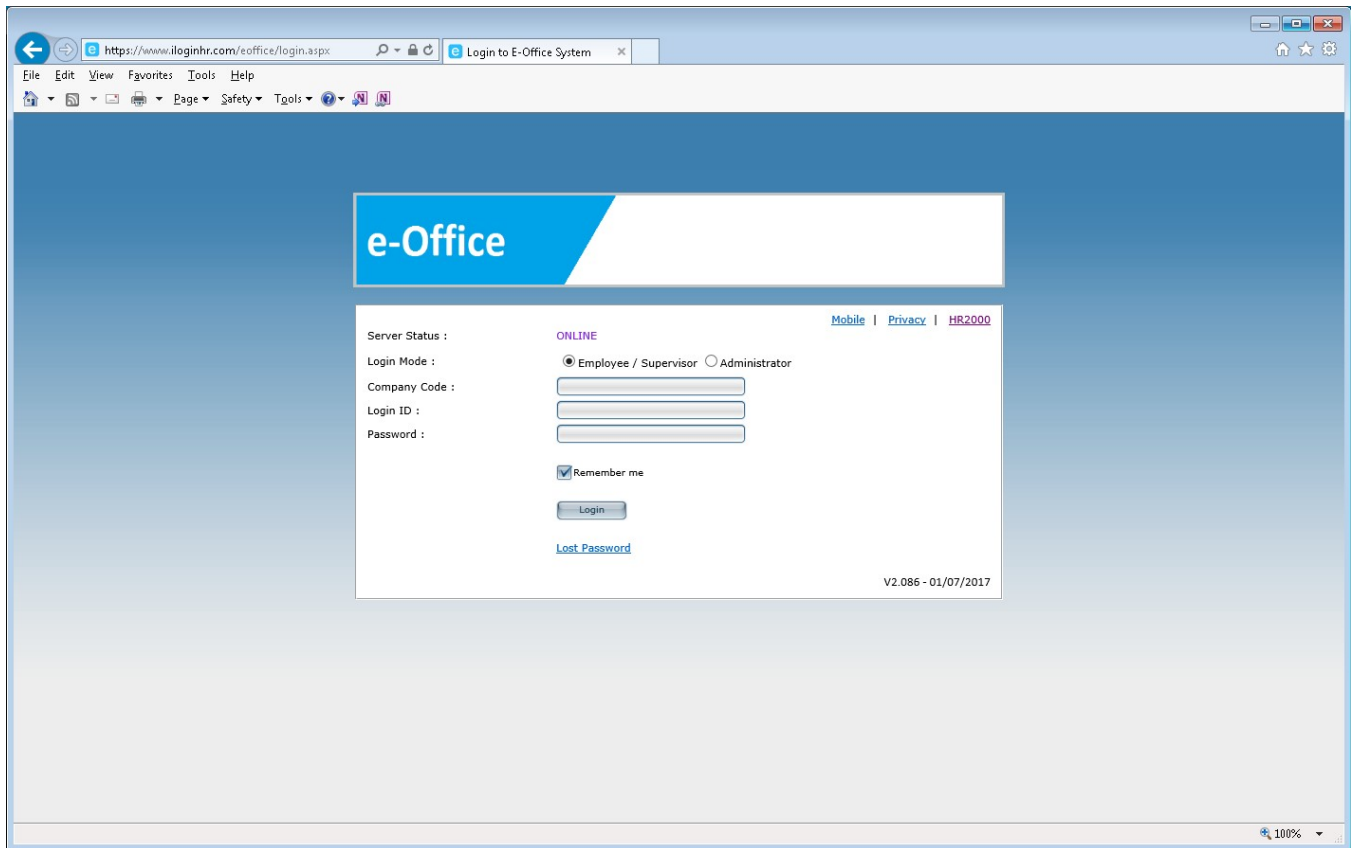 https://www.iloginhr.com/eoffice/login.aspx
Login to E-Office System
File Edit View Favorites Tools Help
Page Safety Tools
e-Office
Mobile | Privacy | HR2000
Server Status : ONLINE
Login Mode : Employee / Supervisor Administrator
Company Code :
Login ID :
Password :
Remember me
Login
Lost Password
V2.086 - 01/07/2017
100%